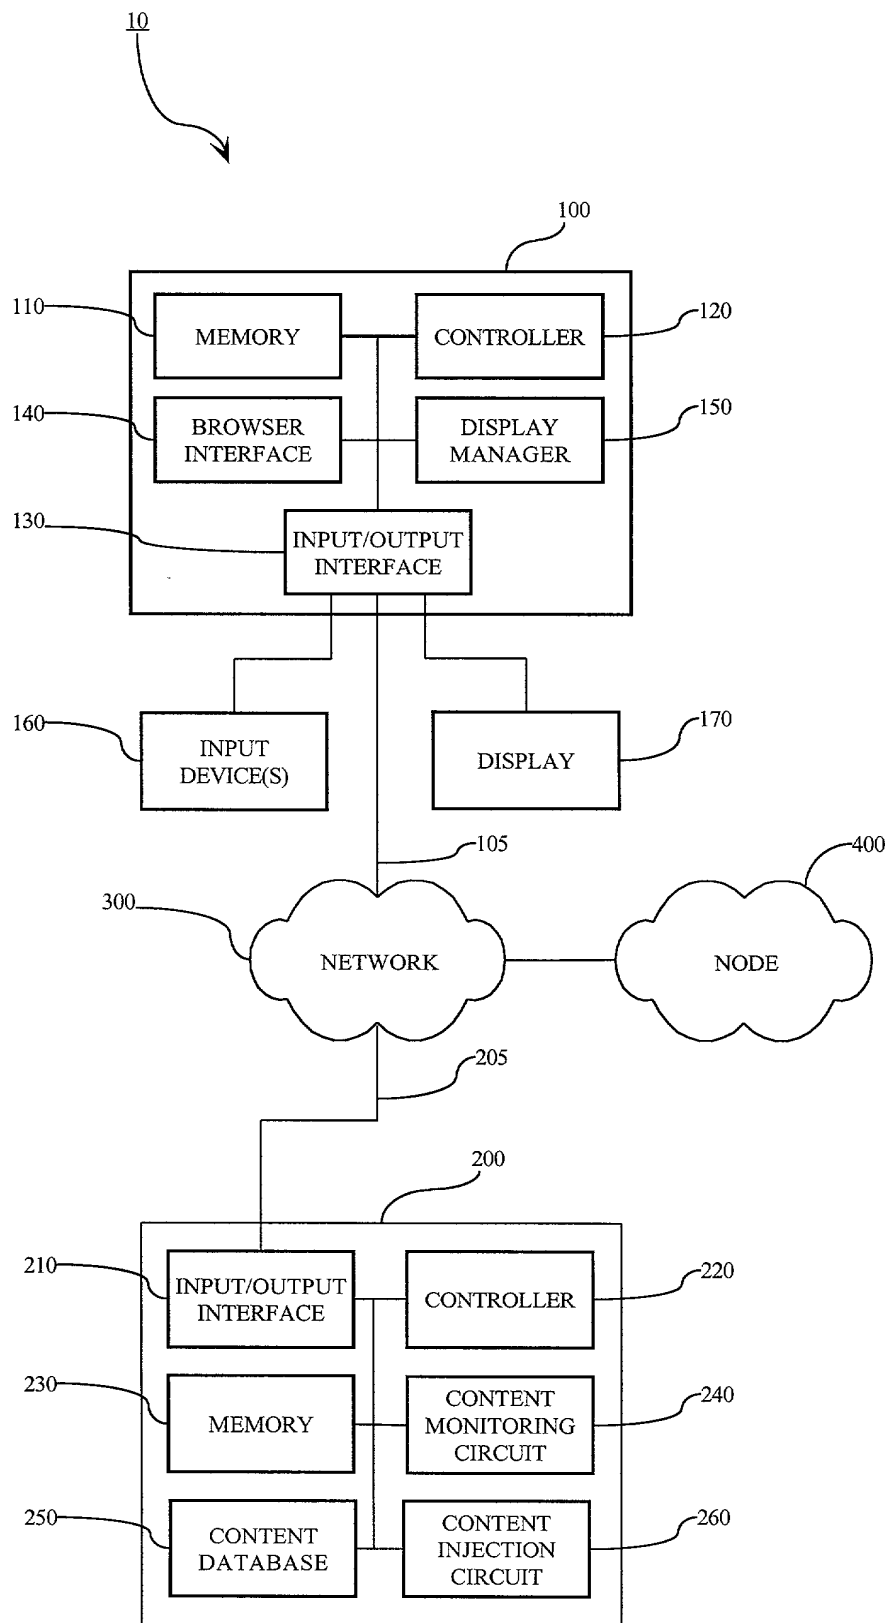 10
100
110
MEMORY
CONTROLLER
120
140
BROWSER
INTERFACE
DISPLAY
MANAGER
150
130
INPUT/OUTPUT
INTERFACE
160
INPUT
DEVICE(S)
DISPLAY
170
105
400
300
NETWORK
NODE
205
200
210
INPUT/OUTPUT
INTERFACE
CONTROLLER
220
230
MEMORY
CONTENT
MONITORING
CIRCUIT
240
250
CONTENT
DATABASE
CONTENT
INJECTION
CIRCUIT
260